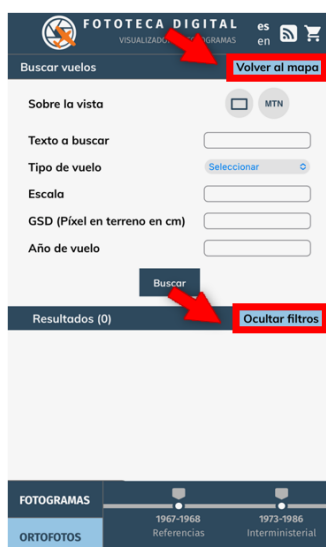 FOTOTECA DIGITAL
es
VISUALIZADOR FOTOGRAMAS
en
Buscar vuelos
Volver al mapa
Sobre la vista
MTN
Texto a buscar
Tipo de vuelo
Seleccionar
Escala
GSD (Píxel en terreno en cm)
Año de vuelo
Buscar
Resultados (0)
Ocultar filtros
FOTOGRAMAS
1967-1968
1973-1986
Referencias
Interministerial
ORTOFOTOS